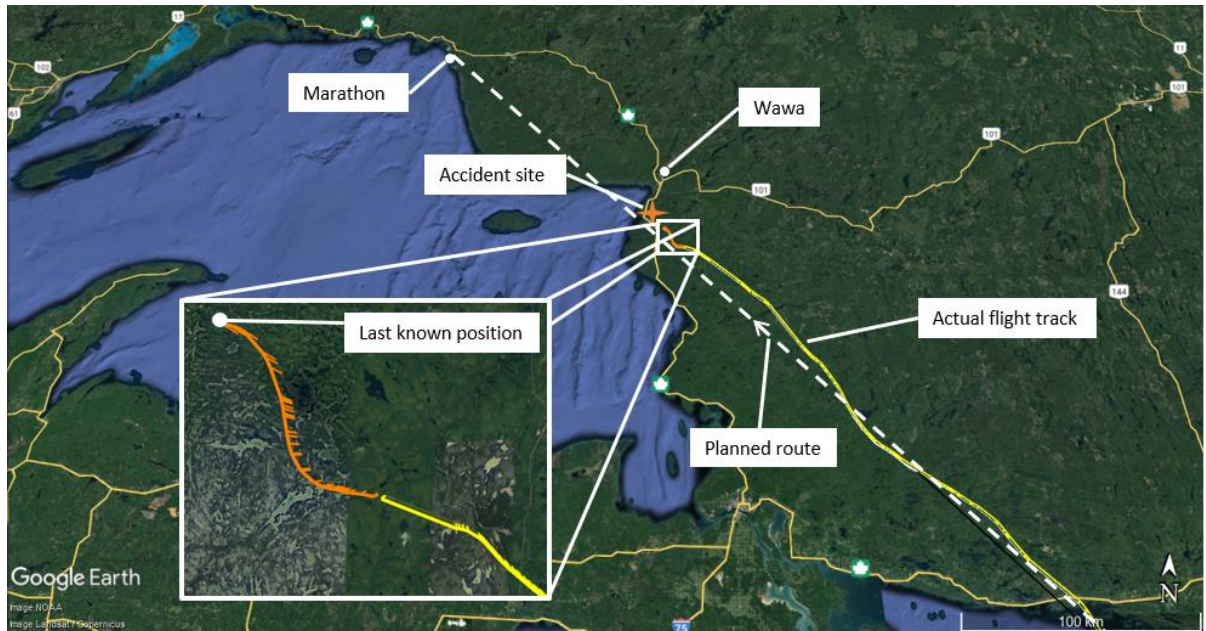 17
102
61
11
101
Marathon
Wawa
101
101
Accident site
144
Last known position
Actual flight track
Planned route
Google Earth
Image NOAA
Image Landsat / Copernicus
75
100 km
N